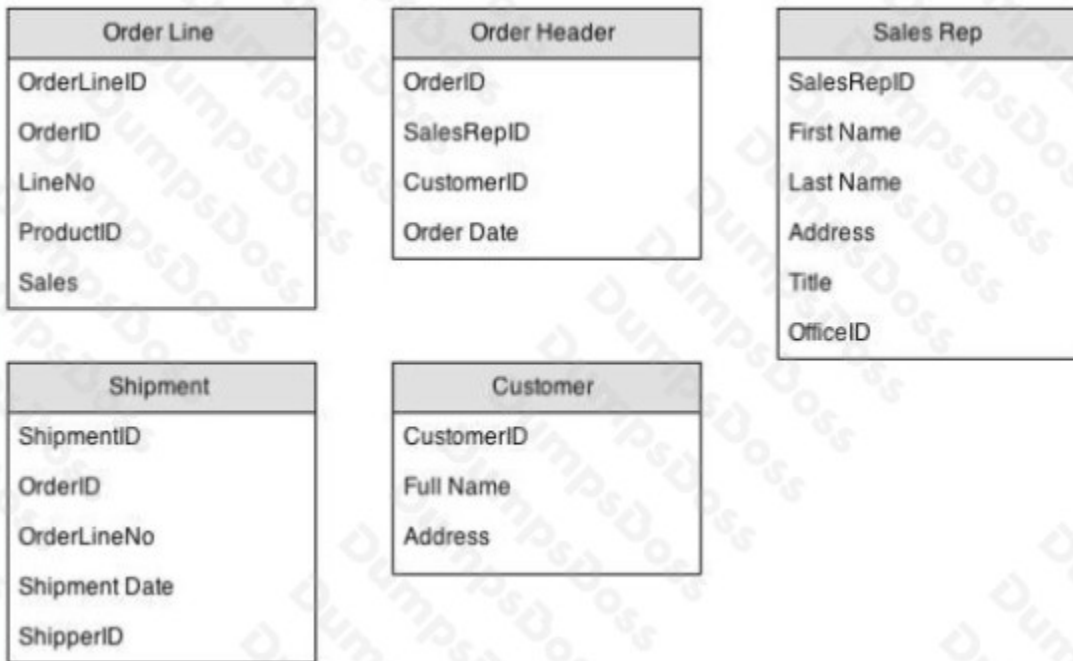 Order Line
OrderLineID
OrderID
LineNo
ProductID
Sales
Order Header
OrderID
SalesRepID
CustomerID
Order Date
Sales Rep
SalesRepID
First Name
Last Name
Address
Title
OfficeID
Shipment
ShipmentID
OrderID
OrderLineNo
Shipment Date
ShipperID
Customer
CustomerID
Full Name
Address
DumpsDoss